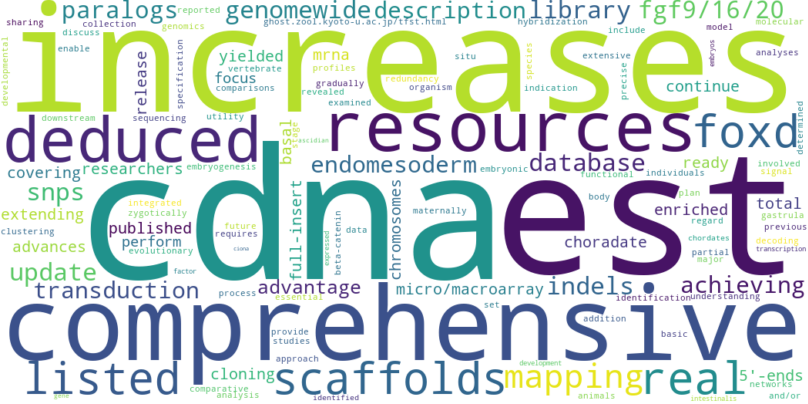 paralogs reported genomewide description library fgf9/16/20
sharing collection genomics ghost.zool.kyoto-u.ac.jp/tfst.html hybridization molecular
discuss enable
increases
developmental release specification vertebrate comparisons yielded focus mrna profiles gradually revealed situ redundancy organism examined indication species extensive include precise embryos model analyses continue
downstream sequencing utility basal stage ascidian determined
deduced resources foxd
covering researchers embryogenesis endomesoderm embryonic database functional individuals ready involved signal
snps integrated zygotically full-insert chromosomes maternally body enriched plan total gastrula
cdna est
extending published future requires beta-catenin data choradate regard chordates previous decoding
clustering advances perform evolutionary ciona expressed partial major transcription
update factor process advantage essential micro/macroarray indels identification understanding achieving
transduction set addition basic
comprehensive
provide studies approach
listed cloning comparative analysis gene identified scaffolds development mapping animals real 5'-ends networks intestinalis and/or